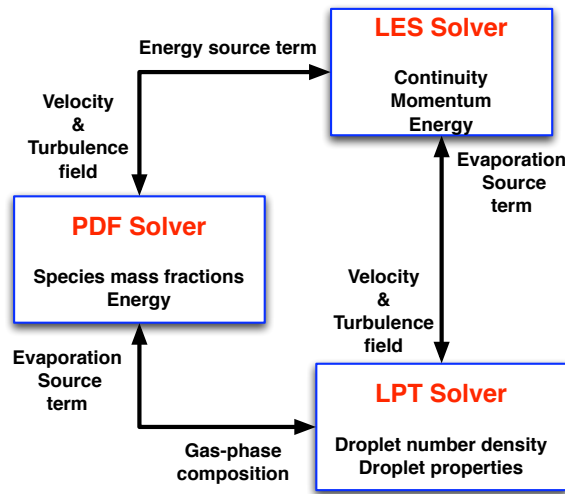 LES Solver
Continuity
Momentum
Energy
Energy source term
Velocity
&
Turbulence
field
Evaporation
Source
term
PDF Solver
Species mass fractions
Energy
Velocity
&
Turbulence
field
Evaporation
Source
term
Gas-phase
composition
LPT Solver
Droplet number density
Droplet properties